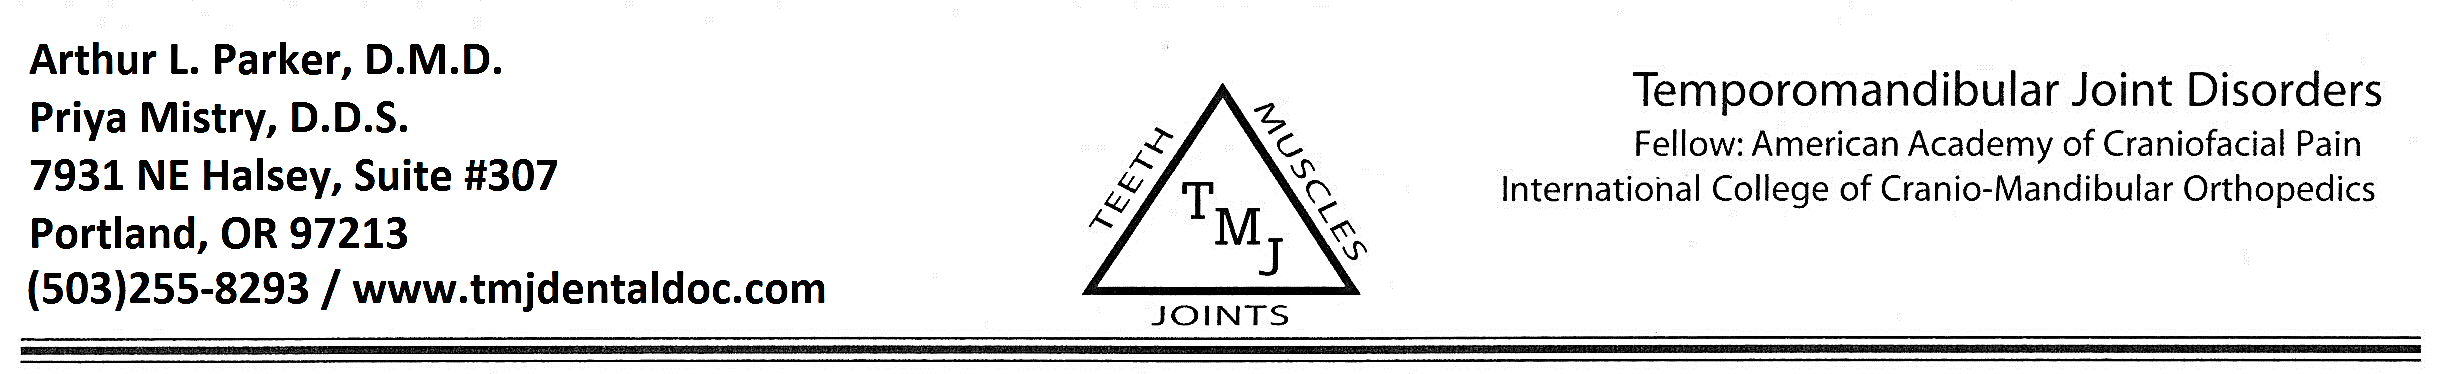 Arthur L. Parker, D.M.D.
Priya Mistry, D.D.S.
7931 NE Halsey, Suite #307
Portland, OR 97213
(503)255-8293 / www.tmjdentaldoc.com
TEETH
MUSCLES
TMJ
JOINTS
Temporomandibular Joint Disorders
Fellow: American Academy of Craniofacial Pain
International College of Cranio-Mandibular Orthopedics